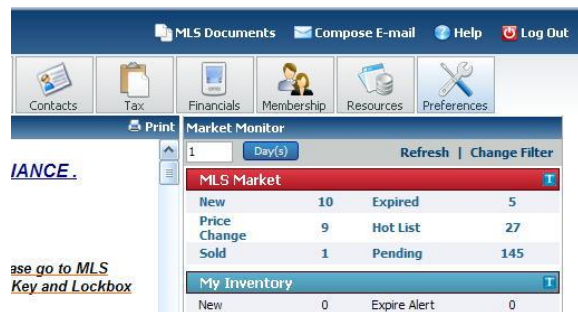 MLS Documents Compose E-mail Help Log Out
Contacts Tax Financials Membership Resources Preferences
Print Market Monitor
1 Day(s) Refresh | Change Filter
IANCE.
MLS Market T
New 10 Expired 5
Price Change 9 Hot List 27
Sold 1 Pending 145
ase go to MLS
Key and Lockbox
My Inventory T
New 0 Expire Alert 0